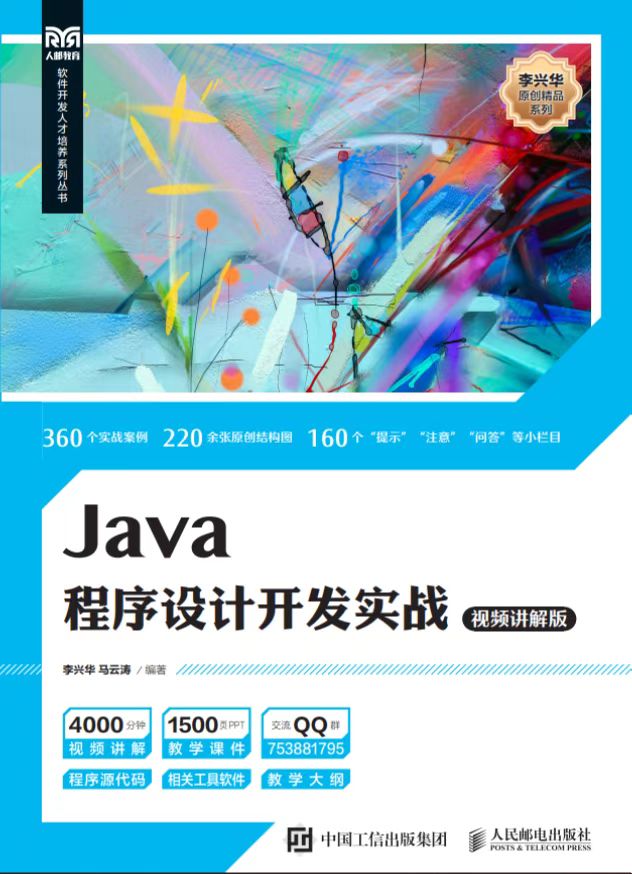 人邮教育
软件开发人才培养系列丛书
李兴华
原创精品
系列
360个实战案例 220余张原创结构图 160个“提示”“注意”“问答”等小栏目
Java
程序设计开发实战 视频讲解版
李兴华 马云涛 / 编著
4000分钟 1500页PPT 交流QQ群
视频讲解 教学课件 753881795
程序源代码 相关工具软件 教学大纲
中国工信出版集团 人民邮电出版社
POSTS & TELECOM PRESS